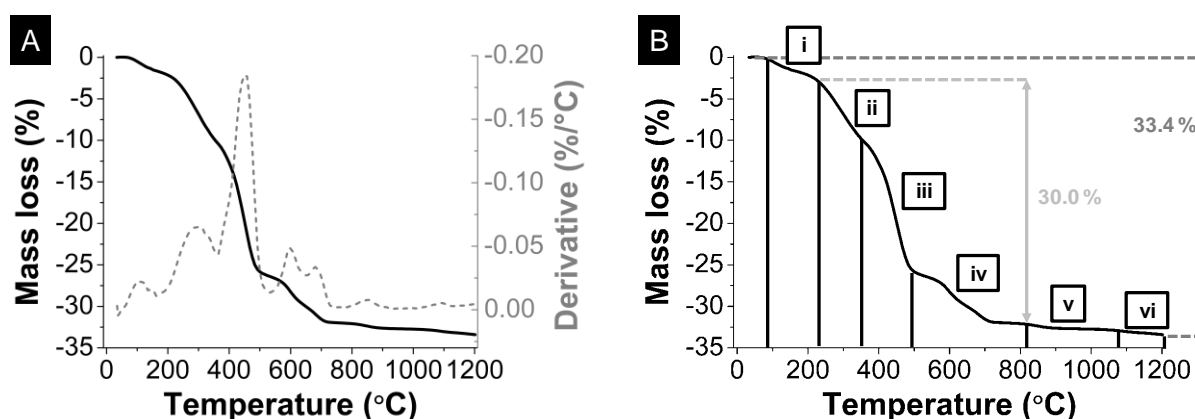 A
0
-5
-10
-15
-20
-25
-30
-35
Mass loss (%)
0 200 400 600 800 1000 1200
Temperature (°C)
-0.20
-0.15
-0.10
-0.05
0.00
Derivative (%/°C)
B
0
-5
-10
-15
-20
-25
-30
-35
Mass loss (%)
i
ii
iii
iv
v
vi
33.4 %
30.0 %
0 200 400 600 800 1000 1200
Temperature (°C)